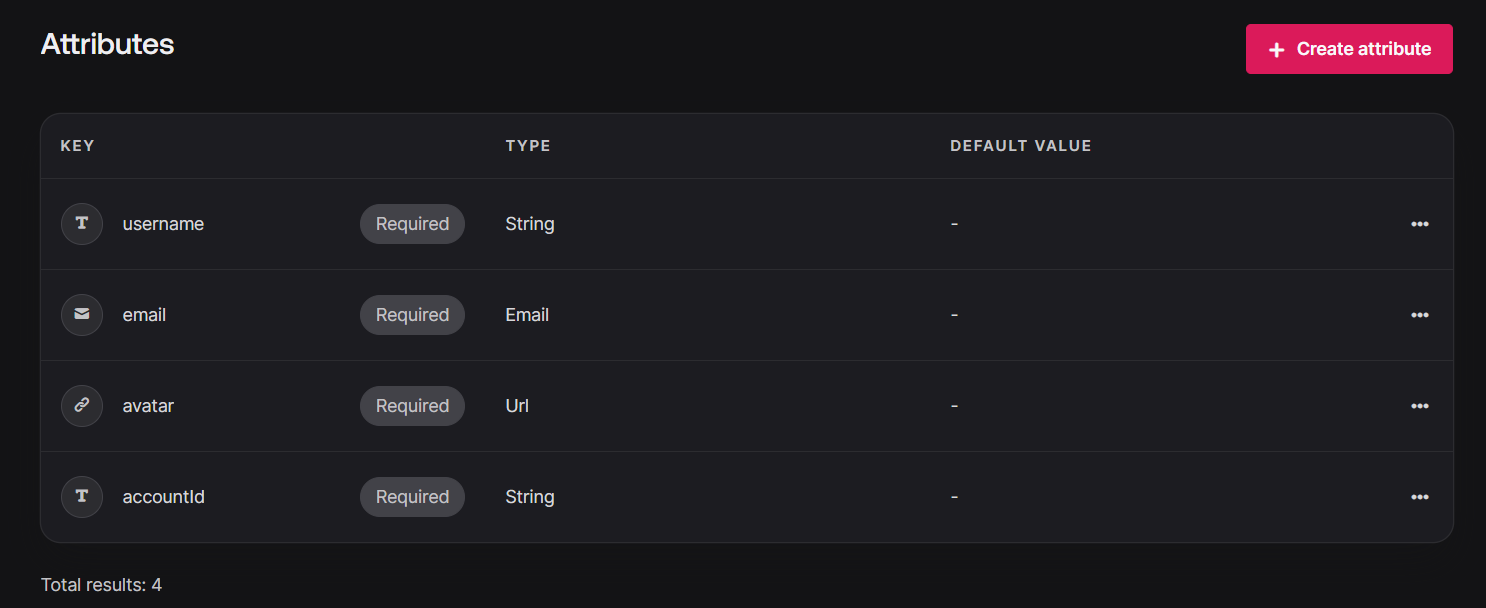 Attributes
+ Create attribute
KEY TYPE DEFAULT VALUE
username Required String -
email Required Email -
avatar Required Url -
accountId Required String -
Total results: 4